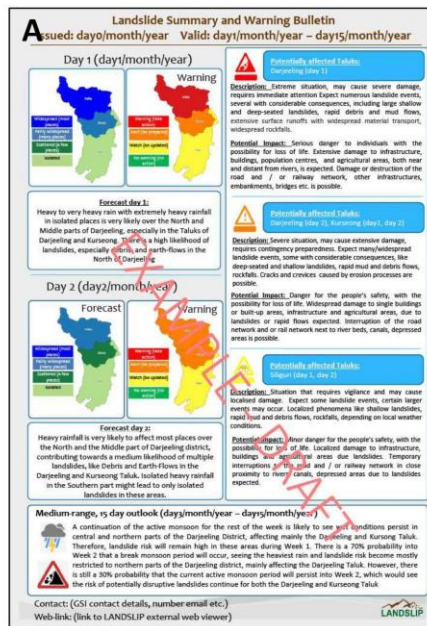 A
Landslide Summary and Warning Bulletin
Issued: day0/month/year Valid: day1/month/year – day15/month/year
Day 1 (day1/month/year)
Warning
Forecast day 1:
Heavy to very heavy rain with extremely heavy rainfall
in isolated places is very likely over the North and
Middle part of Darjeeling, especially in the Taluks of
Darjeeling and Kurseong. There is a high likelihood of
landslides, especially debris, and earth-flows in the
North of Darjeeling
Day 2 (day2/month/year)
Forecast
Warning
Forecast day 2:
Heavy rainfall is very likely to affect most places over
the North and the Middle part of Darjeeling district,
contributing towards a medium likelihood of multiple
landslides, like Debris and Earth-Flows in the
Darjeeling and Kurseong Taluk. Isolated heavy rainfall
in the Southern part might lead to only isolated
landslides in these areas.
Potentially affected Taluks:
Darjeeling (day 1)
Description: Extreme situation, may cause severe damage,
requires immediate attention Expect numerous landslide events,
several with considerable consequences, including large shallow
and deep-seated landslides, rapid debris and mud flows,
extensive surface runoffs with widespread material transport,
widespread rockfalls.
Potential Impact: Serious danger to individuals with the
possibility for loss of life. Extensive damage to infrastructure,
buildings, population centres, and agricultural areas, both near
and distant from rivers, is expected. Damage or destruction of the
road and / or railway network, other infrastructures,
embankments, bridges etc. is possible.
Potentially affected Taluks:
Darjeeling (day 2), Kurseong (day1, day 2)
Description: Severe situation, may cause extensive damage,
requires contingency preparedness. Expect many/widespread
landslide events, some with considerable consequences, like
deep-seated and shallow landslides, rapid mud and debris flows,
rockfalls. Cracks and crevices caused by erosion processes are
possible.
Potential Impact: Danger for the people's safety, with the
possibility for loss of life. Widespread damage to single buildings
or built-up areas, infrastructure and agricultural areas, due to
landslides or rapid flows expected. Interruption of the road
network and or rail network next to river beds, canals, depressed
areas is possible.
Potentially affected Taluks:
Siliguri (day 1, day 2)
Description: Situation that requires vigilance and may cause
localised damage. Expect some landslide events, certain larger
events may occur. Localized phenomena like shallow landslides,
rapid mud and debris flows, rockfalls, depending on local weather
conditions.
Potential Impact: Minor danger for the people's safety, with the
possibility for loss of life. Localized damage to infrastructure,
buildings and agricultural areas due landslides. Temporary
interruptions to the road and / or railway network in close
proximity to rivers, canals, depressed areas due to landslides
expected.
EXAMPLE DRAFT
Medium-range, 15 day outlook (day3/month/year – day15/month/year)
A continuation of the active monsoon for the rest of the week is likely to see wet conditions persist in
central and northern parts of the Darjeeling District, affecting mainly the Darjeeling and Kurseong Taluk.
Therefore, landslide risk will remain high in these areas during Week 1. There is a 70% probability into
Week 2 that a break monsoon period will occur, seeing the heaviest rain and landslide risk become mostly
restricted to northern parts of Darjeeling District, mainly affecting the Darjeeling Taluk. However, there
is still a 30% probability that the current active monsoon period will persist into Week 2, which would see
the risk of potentially disruptive landslides continue for both the Darjeeling and Kurseong Taluk
Contact: (GSI contact details, number email etc.)
Web-link: (link to LANDSLIP external web viewer)
LANDSLIP